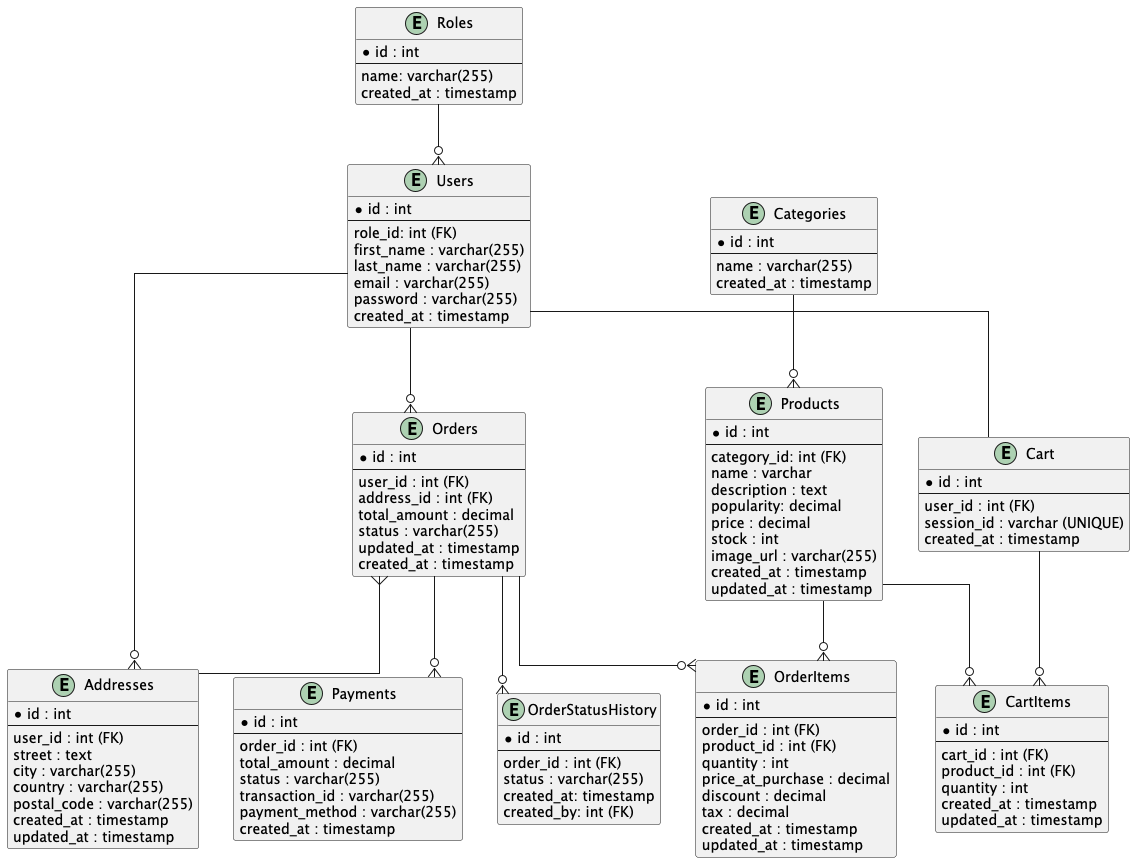 E Roles
id : int
name: varchar(255)
created_at : timestamp
E Users
id : int
role_id: int (FK)
first_name : varchar(255)
last_name : varchar(255)
email : varchar(255)
password : varchar(255)
created_at : timestamp
E Categories
id : int
name : varchar(255)
created_at : timestamp
E Orders
id : int
user_id : int (FK)
address_id : int (FK)
total_amount : decimal
status : varchar(255)
updated_at : timestamp
created_at : timestamp
E Products
id : int
category_id: int (FK)
name : varchar
description : text
popularity: decimal
price : decimal
stock : int
image_url : varchar(255)
created_at : timestamp
updated_at : timestamp
E Cart
id : int
user_id : int (FK)
session_id : varchar (UNIQUE)
created_at : timestamp
E Addresses
id : int
user_id : int (FK)
street : text
city : varchar(255)
country : varchar(255)
postal_code : varchar(255)
created_at : timestamp
updated_at : timestamp
E Payments
id : int
order_id : int (FK)
total_amount : decimal
status : varchar(255)
transaction_id : varchar(255)
payment_method : varchar(255)
created_at : timestamp
E OrderStatusHistory
id : int
order_id : int (FK)
status : varchar(255)
created_at: timestamp
created_by: int (FK)
E OrderItems
id : int
order_id : int (FK)
product_id : int (FK)
quantity : int
price_at_purchase : decimal
discount : decimal
tax : decimal
created_at : timestamp
updated_at : timestamp
E CartItems
id : int
cart_id : int (FK)
product_id : int (FK)
quantity : int
created_at : timestamp
updated_at : timestamp